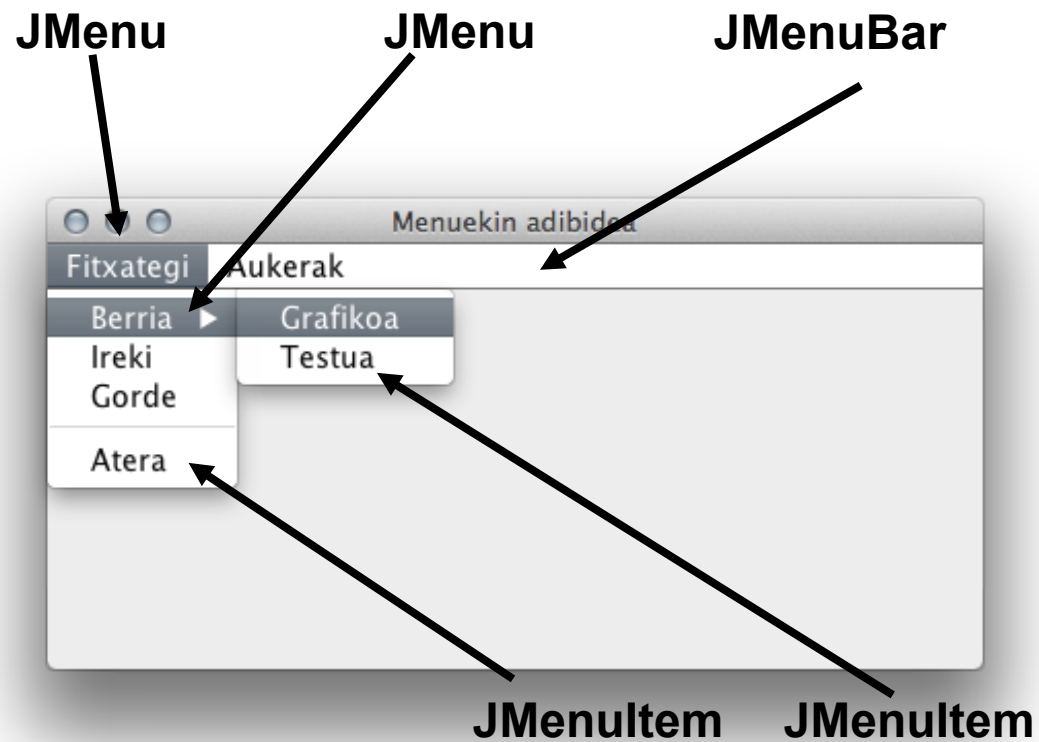 JMenu JMenu JMenuBar
Menuekin adibidea
Fitxategi Aukerak
Berria Grafikoa
Ireki Testua
Gorde
Atera
JMenuItem JMenuItem